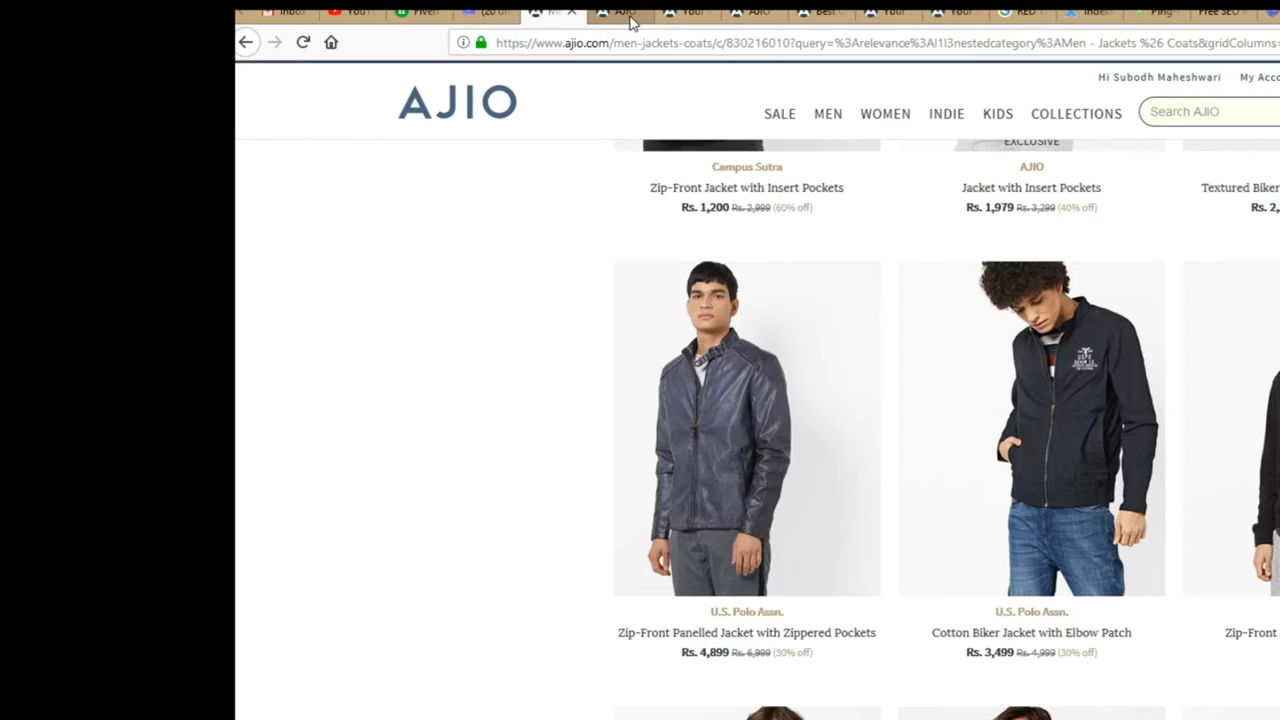 https://www.ajio.com/men-jackets-coats/c/830216010?query=%3Arelevance%3Al1l3nestedcategory%3AMen - Jackets %26 Coats&gridColumns=
Hi Subodh Maheshwari My Acc
AJIO
SALE MEN WOMEN INDIE KIDS COLLECTIONS Search AJIO
EXCLUSIVE
Campus Sutra AJIO
Zip-Front Jacket with Insert Pockets Jacket with Insert Pockets Textured Biker
Rs. 1,200 Rs. 2,999 (60% off) Rs. 1,979 Rs. 3,299 (40% off) Rs. 2,
U.S. Polo Assn. U.S. Polo Assn.
Zip-Front Panelled Jacket with Zippered Pockets Cotton Biker Jacket with Elbow Patch Zip-Front
Rs. 4,899 Rs. 6,999 (30% off) Rs. 3,499 Rs. 4,999 (30% off)